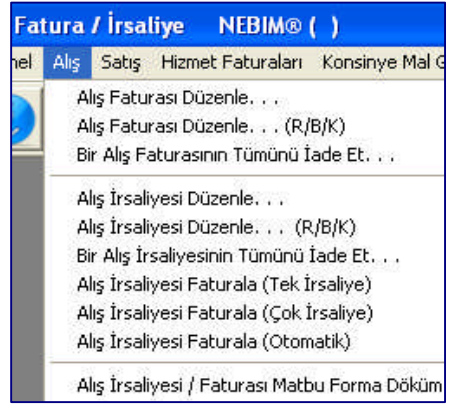 Fatura / İrsaliye NEBIM® ( )
Alış Satış Hizmet Faturaları Konsinye Mal
Alış Faturası Düzenle. . .
Alış Faturası Düzenle. . . (R/B/K)
Bir Alış Faturasının Tümünü İade Et. . .
Alış İrsaliyesi Düzenle. . .
Alış İrsaliyesi Düzenle. . . (R/B/K)
Bir Alış İrsaliyesinin Tümünü İade Et. . .
Alış İrsaliyesi Faturala (Tek İrsaliye)
Alış İrsaliyesi Faturala (Çok İrsaliye)
Alış İrsaliyesi Faturala (Otomatik)
Alış İrsaliyesi / Faturası Matbu Forma Döküm